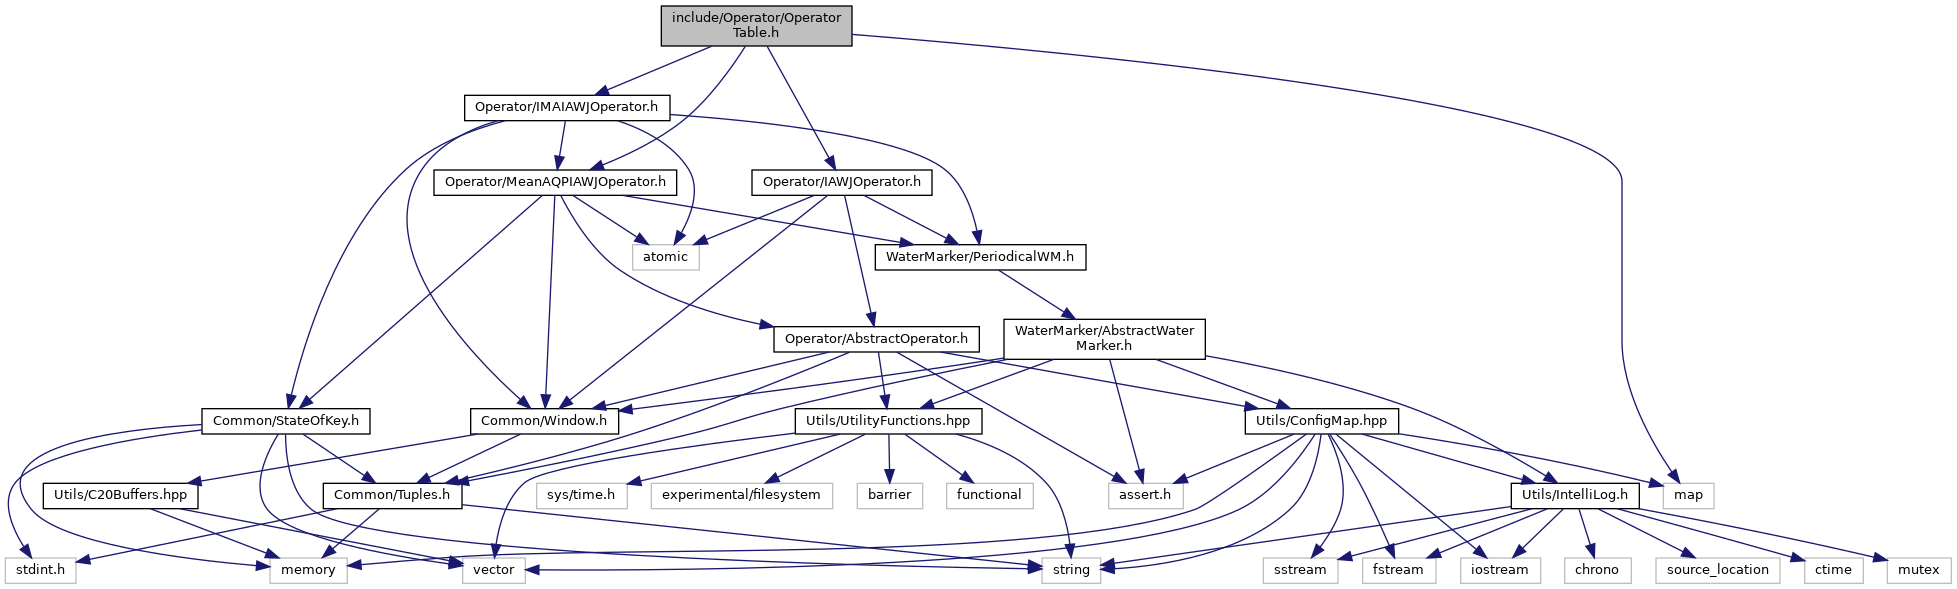 include/Operator/Operator
Table.h
Operator/IMAIAWJOperator.h
Operator/MeanAQPIAWJOperator.h
Operator/IAWJOperator.h
atomic
WaterMarker/PeriodicalWM.h
Operator/AbstractOperator.h
WaterMarker/AbstractWater
Marker.h
Common/StateOfKey.h
Common/Window.h
Utils/UtilityFunctions.hpp
Utils/ConfigMap.hpp
Utils/C20Buffers.hpp
Common/Tuples.h
sys/time.h
experimental/filesystem
barrier
functional
assert.h
Utils/IntelliLog.h
map
stdint.h
memory
vector
string
sstream
fstream
iostream
chrono
source_location
ctime
mutex